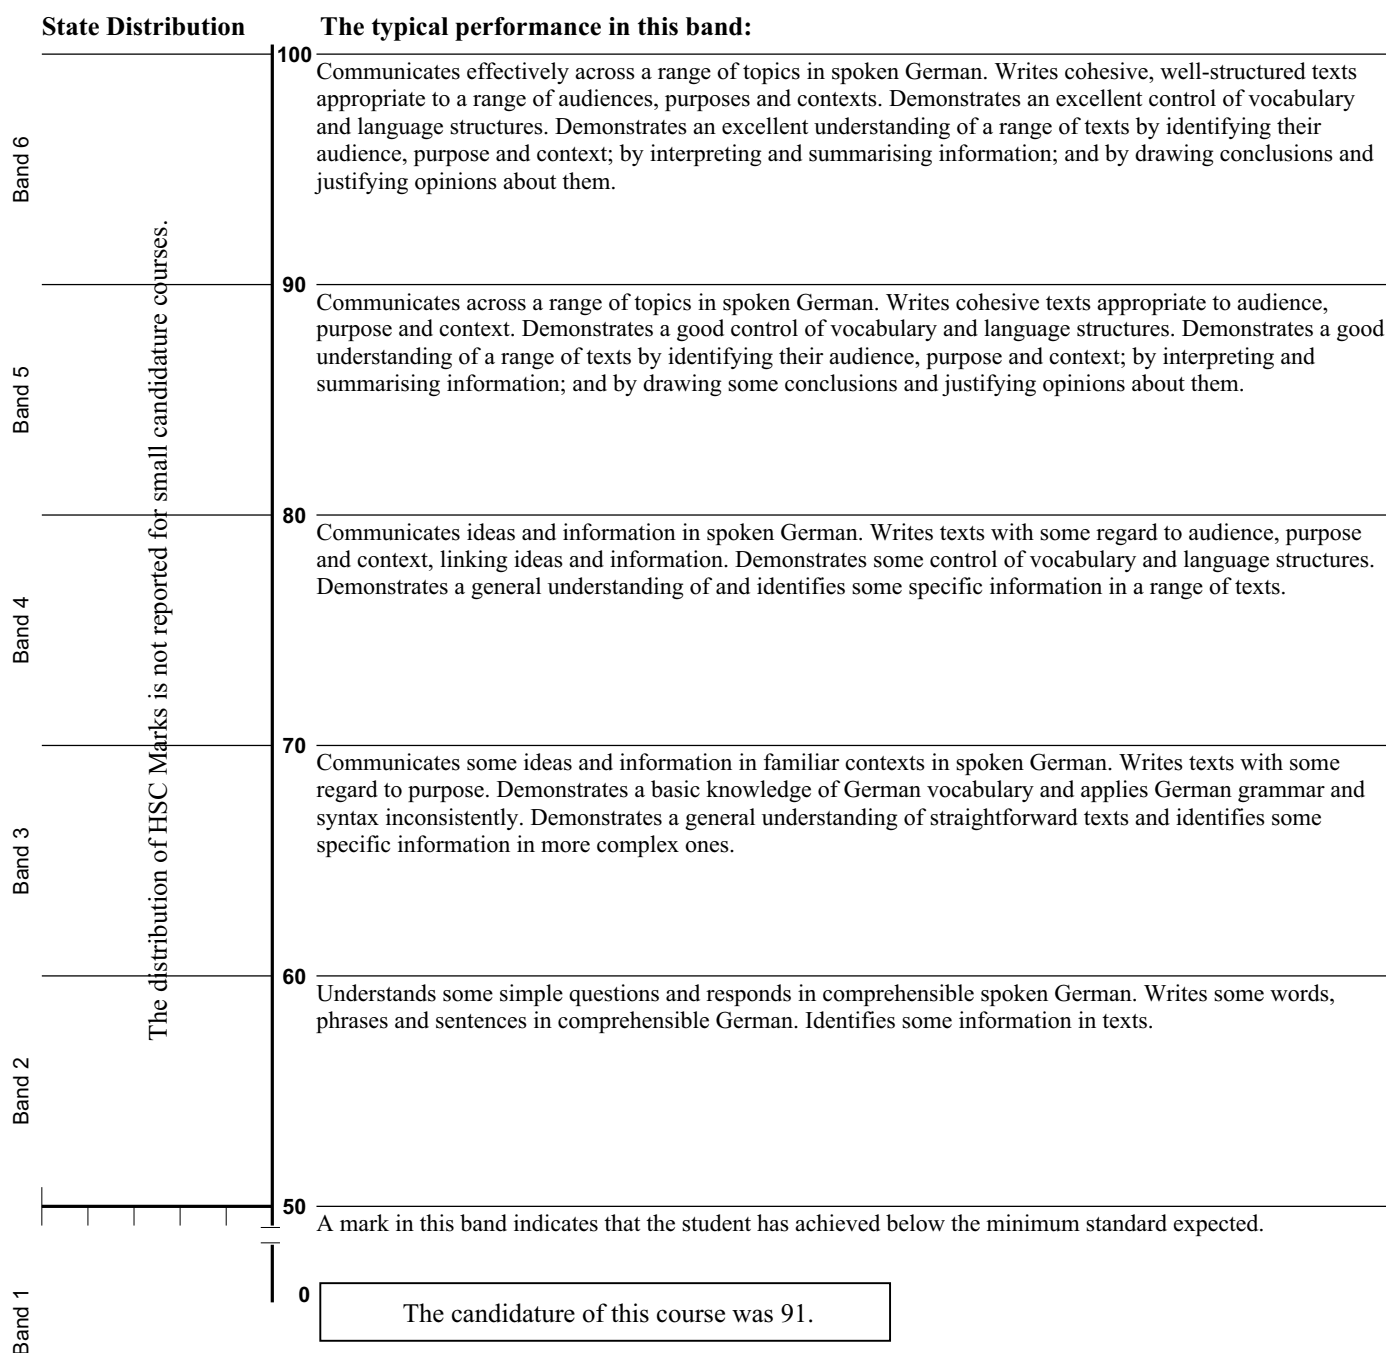 State Distribution
The typical performance in this band:
100
Communicates effectively across a range of topics in spoken German. Writes cohesive, well-structured texts
appropriate to a range of audiences, purposes and contexts. Demonstrates an excellent control of vocabulary
and language structures. Demonstrates an excellent understanding of a range of texts by identifying their
audience, purpose and context; by interpreting and summarising information; and by drawing conclusions and
justifying opinions about them.
Band 6
The distribution of HSC Marks is not reported for small candidature courses.
90
Communicates across a range of topics in spoken German. Writes cohesive texts appropriate to audience,
purpose and context. Demonstrates a good control of vocabulary and language structures. Demonstrates a good
understanding of a range of texts by identifying their audience, purpose and context; by interpreting and
summarising information; and by drawing some conclusions and justifying opinions about them.
Band 5
80
Communicates ideas and information in spoken German. Writes texts with some regard to audience, purpose
and context, linking ideas and information. Demonstrates some control of vocabulary and language structures.
Demonstrates a general understanding of and identifies some specific information in a range of texts.
Band 4
70
Communicates some ideas and information in familiar contexts in spoken German. Writes texts with some
regard to purpose. Demonstrates a basic knowledge of German vocabulary and applies German grammar and
syntax inconsistently. Demonstrates a general understanding of straightforward texts and identifies some
specific information in more complex ones.
Band 3
60
Understands some simple questions and responds in comprehensible spoken German. Writes some words,
phrases and sentences in comprehensible German. Identifies some information in texts.
Band 2
50
A mark in this band indicates that the student has achieved below the minimum standard expected.
0
Band 1
The candidature of this course was 91.